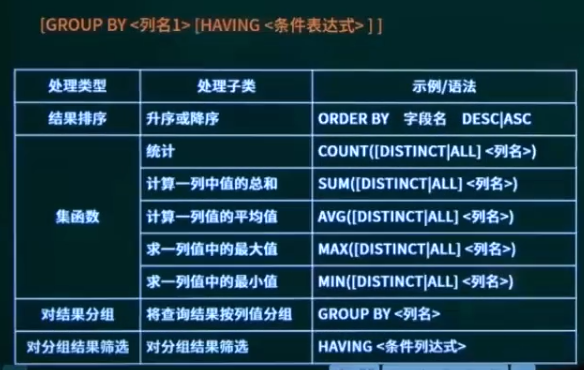 [GROUP BY <列名1> [HAVING <条件表达式> ] ]
处理类型 处理子类 示例/语法
结果排序 升序或降序 ORDER BY 字段名 DESC|ASC
集函数
统计 COUNT([DISTINCT|ALL] <列名>)
计算一列中值的总和 SUM([DISTINCT|ALL] <列名>)
计算一列值的平均值 AVG([DISTINCT|ALL] <列名>)
求一列值中的最大值 MAX([DISTINCT|ALL] <列名>)
求一列值中的最小值 MIN([DISTINCT|ALL] <列名>)
对结果分组 将查询结果按列值分组 GROUP BY <列名>
对分组结果筛选 对分组结果筛选 HAVING <条件列达式>